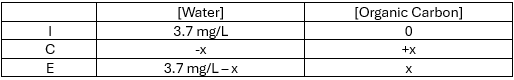 [Water] [Organic Carbon]
I 3.7 mg/L 0
C -x +x
E 3.7 mg/L – x x